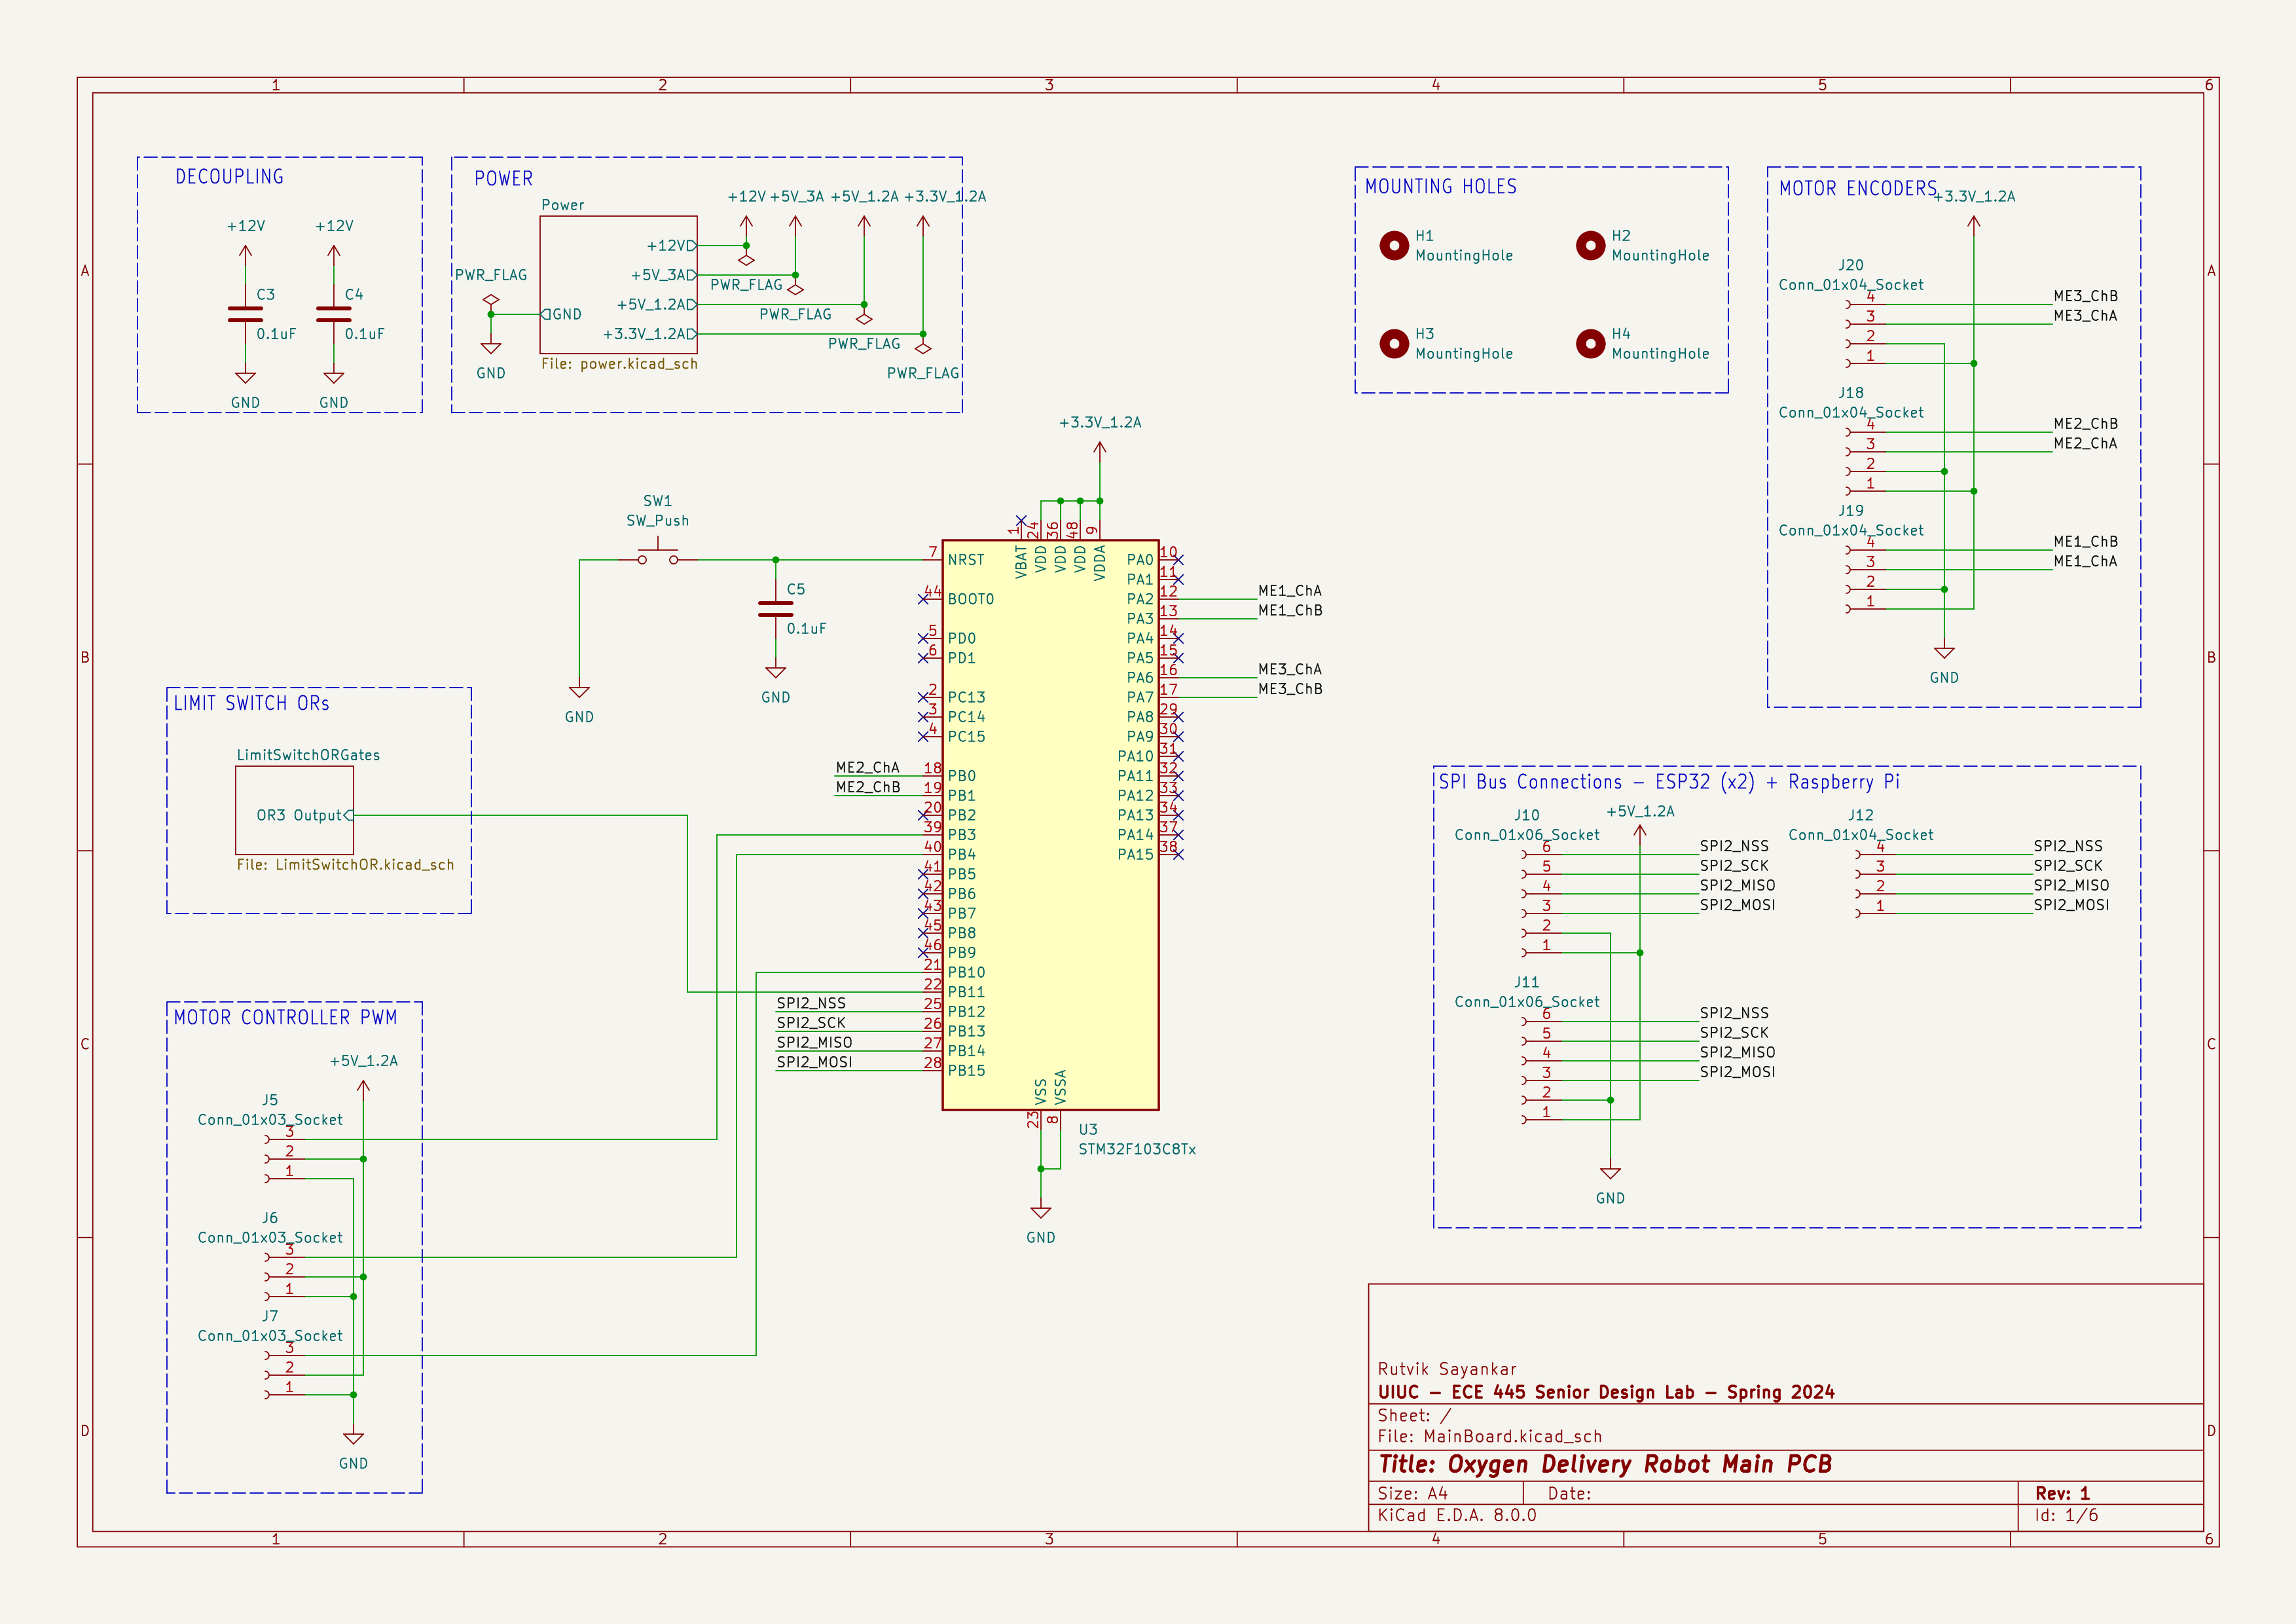 1 2 3 4 5 6
A
B
C
D
DECOUPLING
+12V +12V
C3 C4
0.1uF 0.1uF
GND GND
POWER
+12V +5V_3A +5V_1.2A +3.3V_1.2A
Power
+12V
+5V_3A
+5V_1.2A
+3.3V_1.2A
GND
PWR_FLAG
PWR_FLAG
PWR_FLAG
PWR_FLAG
PWR_FLAG
GND
File: power.kicad_sch
MOUNTING HOLES
H1
MountingHole
H2
MountingHole
H3
MountingHole
H4
MountingHole
MOTOR ENCODERS
+3.3V_1.2A
J20
Conn_01x04_Socket
4 ME3_ChB
3 ME3_ChA
2
1
J18
Conn_01x04_Socket
4 ME2_ChB
3 ME2_ChA
2
1
J19
Conn_01x04_Socket
4 ME1_ChB
3 ME1_ChA
2
1
GND
+3.3V_1.2A
SW1
SW_Push
C5
0.1uF
GND
GND
1 24 36 48 9
VBAT VDD VDD VDD VDDA
7 NRST
44 BOOT0
5 PD0
6 PD1
2 PC13
3 PC14
4 PC15
ME2_ChA 18 PB0
ME2_ChB 19 PB1
20 PB2
39 PB3
40 PB4
41 PB5
42 PB6
43 PB7
45 PB8
46 PB9
21 PB10
22 PB11
SPI2_NSS 25 PB12
SPI2_SCK 26 PB13
SPI2_MISO 27 PB14
SPI2_MOSI 28 PB15
PA0 10
PA1 11
PA2 12 ME1_ChA
PA3 13 ME1_ChB
PA4 14
PA5 15
PA6 16 ME3_ChA
PA7 17 ME3_ChB
PA8 29
PA9 30
PA10 31
PA11 32
PA12 33
PA13 34
PA14 37
PA15 38
VSS VSSA
23 8
U3
STM32F103C8Tx
GND
LIMIT SWITCH ORs
LimitSwitchORGates
OR3 Output
File: LimitSwitchOR.kicad_sch
MOTOR CONTROLLER PWM
+5V_1.2A
J5
Conn_01x03_Socket
3
2
1
J6
Conn_01x03_Socket
3
2
1
J7
Conn_01x03_Socket
3
2
1
GND
SPI Bus Connections - ESP32 (x2) + Raspberry Pi
J10
Conn_01x06_Socket
+5V_1.2A
6 SPI2_NSS
5 SPI2_SCK
4 SPI2_MISO
3 SPI2_MOSI
2
1
J12
Conn_01x04_Socket
4 SPI2_NSS
3 SPI2_SCK
2 SPI2_MISO
1 SPI2_MOSI
J11
Conn_01x06_Socket
6 SPI2_NSS
5 SPI2_SCK
4 SPI2_MISO
3 SPI2_MOSI
2
1
GND
Rutvik Sayankar
UIUC - ECE 445 Senior Design Lab - Spring 2024
Sheet: /
File: MainBoard.kicad_sch
Title: Oxygen Delivery Robot Main PCB
Size: A4 Date: Rev: 1
KiCad E.D.A. 8.0.0 Id: 1/6
A
B
C
D
1 2 3 4 5 6